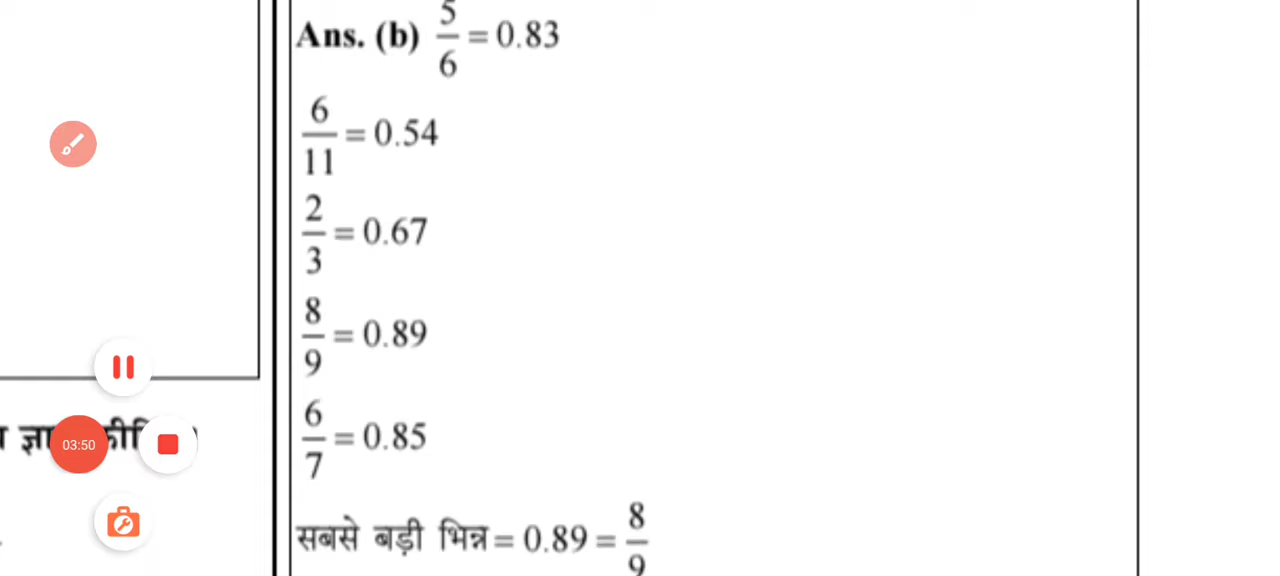 Ans. (b) 5/6 = 0.83
6/11 = 0.54
2/3 = 0.67
8/9 = 0.89
6/7 = 0.85
सबसे बड़ी भिन्न = 0.89 = 8/9
03:50